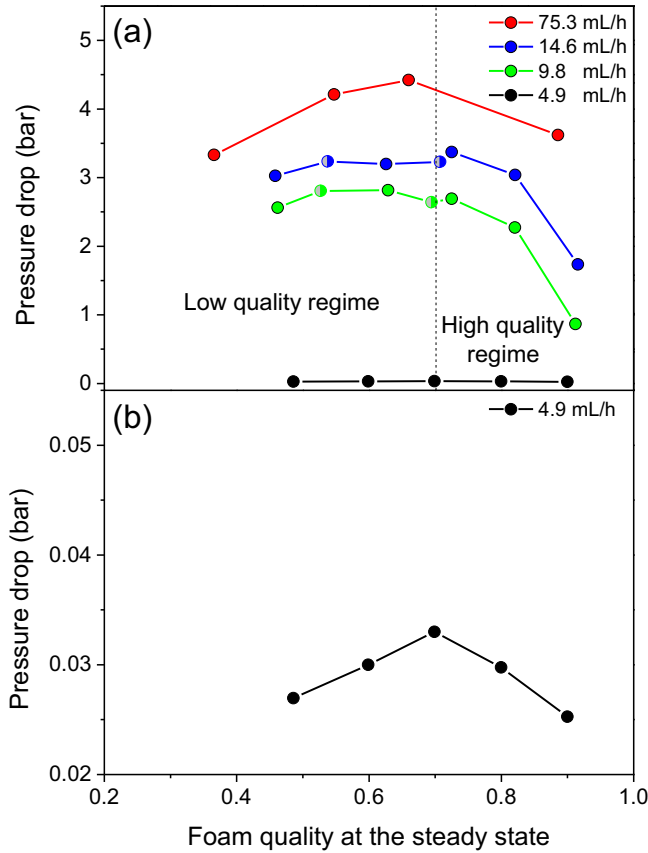 (a)
75.3 mL/h
14.6 mL/h
9.8 mL/h
4.9 mL/h
5
4
3
2
1
0
Pressure drop (bar)
Low quality regime
High quality
regime
(b)
4.9 mL/h
0.05
0.04
0.03
0.02
Pressure drop (bar)
0.2 0.4 0.6 0.8 1.0
Foam quality at the steady state